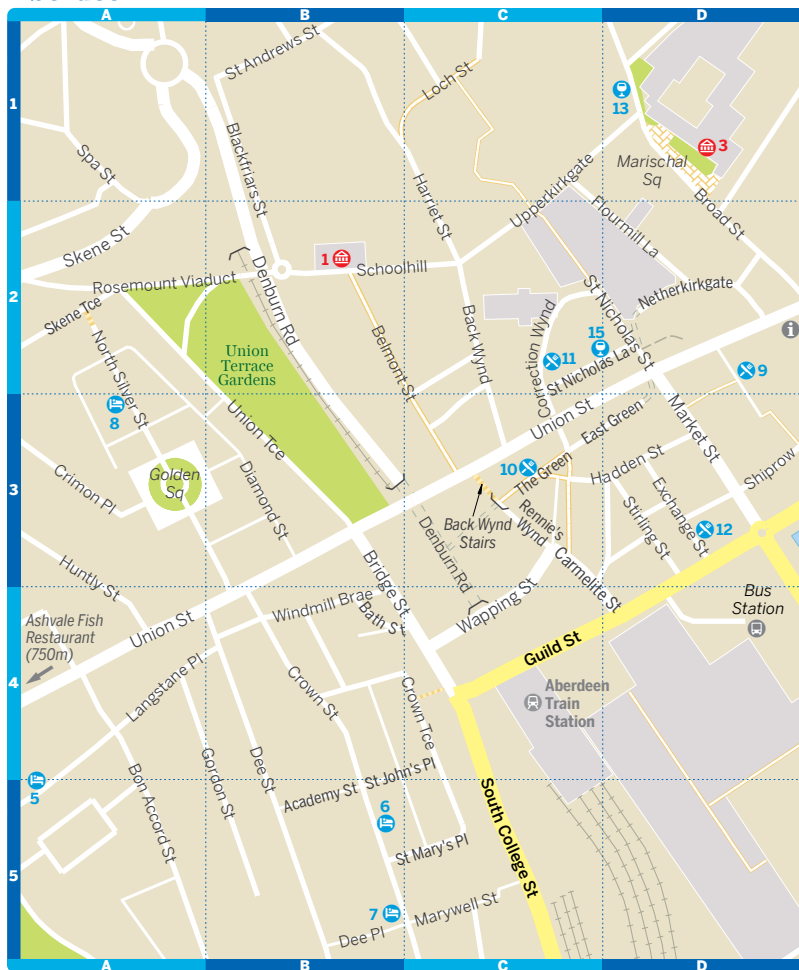 A
B
C
D
1
2
3
4
5
St Andrews St
Loch St
13
3
Marischal
Sq
Spa St
Blackfriars St
Harriet St
Upperkirkgate
Flourmill La
Broad St
Skene St
1
Schoolhill
Rosemount Viaduct
Denburn Rd
Skene Tce
Netherkirkgate
St Nicholas St
Belmont St
Back Wynd
Correction Wynd
15
11
St Nicholas La
i
9
Union
Terrace
Gardens
North Silver St
8
Union Tce
Union St
East Green
Market St
10
The Green
Hadden St
Shiprow
Golden
Sq
Crimon Pl
Diamond St
Back Wynd
Stairs
Rennie's
Wynd
Exchange St
12
Stirling St
Denburn Rd
Carmelite St
Huntly St
Bridge St
Bus
Station
Windmill Brae
Bath St
Wapping St
Guild St
Ashvale Fish
Restaurant
(750m)
Union St
Langstane Pl
Crown St
Crown Tce
Aberdeen
Train
Station
5
Gordon St
Dee St
Bon Accord St
St John's Pl
Academy St
6
South College St
St Mary's Pl
7
Marywell St
Dee Pl
A
B
C
D